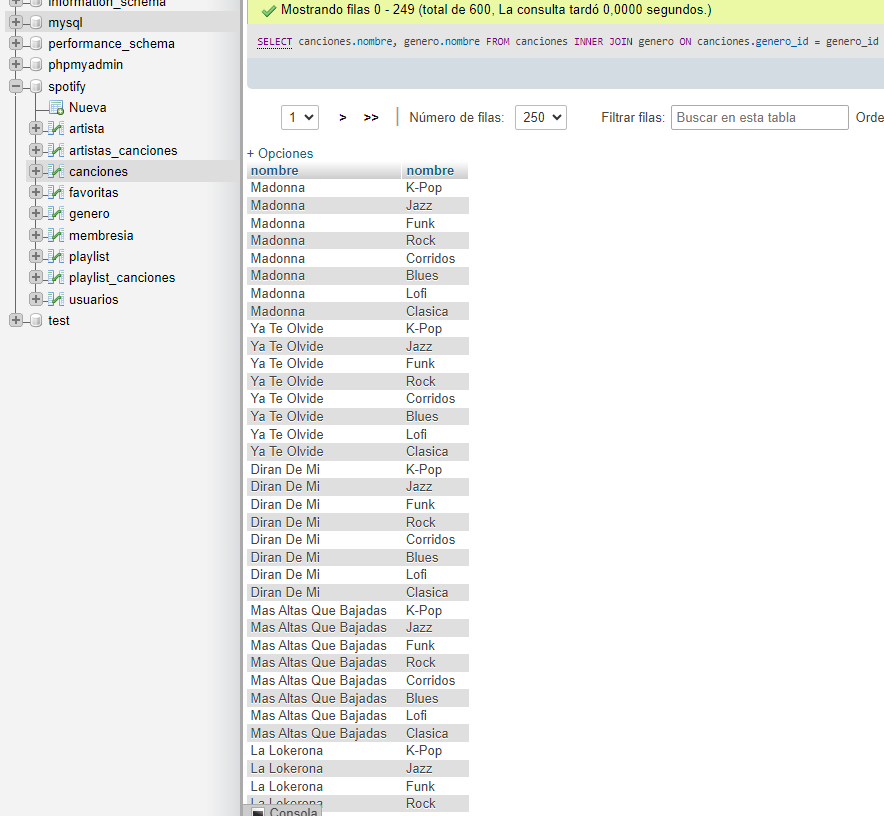 information_schema
mysql
performance_schema
phpmyadmin
spotify
Nueva
artista
artistas_canciones
canciones
favoritas
genero
membresia
playlist
playlist_canciones
usuarios
test
Mostrando filas 0 - 249 (total de 600, La consulta tardó 0,0000 segundos.)
SELECT canciones.nombre, genero.nombre FROM canciones INNER JOIN genero ON canciones.genero_id = genero_id
1 > >> Número de filas: 250 Filtrar filas: Buscar en esta tabla Orde
+ Opciones
nombre nombre
Madonna K-Pop
Madonna Jazz
Madonna Funk
Madonna Rock
Madonna Corridos
Madonna Blues
Madonna Lofi
Madonna Clasica
Ya Te Olvide K-Pop
Ya Te Olvide Jazz
Ya Te Olvide Funk
Ya Te Olvide Rock
Ya Te Olvide Corridos
Ya Te Olvide Blues
Ya Te Olvide Lofi
Ya Te Olvide Clasica
Diran De Mi K-Pop
Diran De Mi Jazz
Diran De Mi Funk
Diran De Mi Rock
Diran De Mi Corridos
Diran De Mi Blues
Diran De Mi Lofi
Diran De Mi Clasica
Mas Altas Que Bajadas K-Pop
Mas Altas Que Bajadas Jazz
Mas Altas Que Bajadas Funk
Mas Altas Que Bajadas Rock
Mas Altas Que Bajadas Corridos
Mas Altas Que Bajadas Blues
Mas Altas Que Bajadas Lofi
Mas Altas Que Bajadas Clasica
La Lokerona K-Pop
La Lokerona Jazz
La Lokerona Funk
La Lokerona Rock
Consola